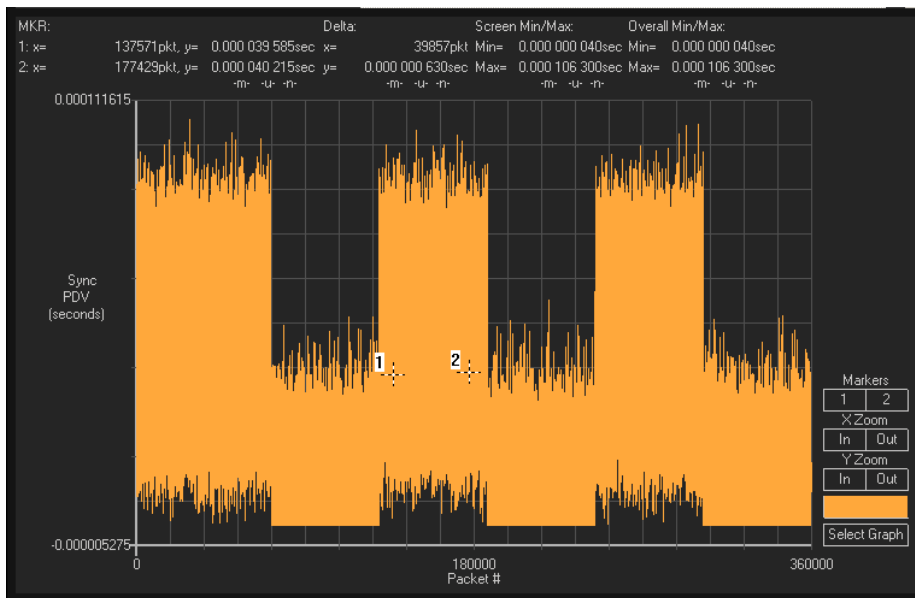 MKR: Delta: Screen Min/Max: Overall Min/Max:
1: x= 137571pkt, y= 0.000 039 585sec x= 39857pkt Min= 0.000 000 040sec Min= 0.000 000 040sec
2: x= 177429pkt, y= 0.000 040 215sec y= 0.000 000 630sec Max= 0.000 106 300sec Max= 0.000 106 300sec
-m- -u- -n- -m- -u- -n- -m- -u- -n- -m- -u- -n-
0.000111615
Sync
PDV
(seconds)
1
2
-0.000005275
0
180000
360000
Packet #
Markers
1 2
X Zoom
In Out
Y Zoom
In Out
Select Graph